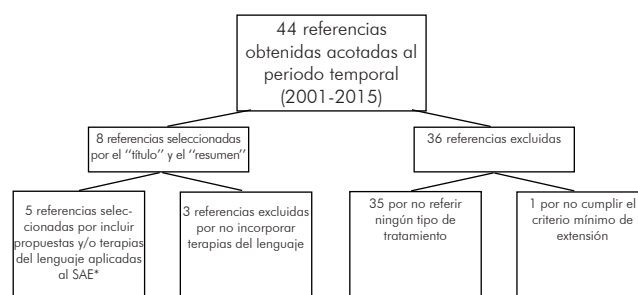 44 referencias
obtenidas acotadas al
periodo temporal
(2001-2015)
8 referencias seleccionadas
por el “título” y el “resumen”
36 referencias excluidas
5 referencias selec-
cionadas por incluir
propuestas y/o terapias
del lenguaje aplicadas
al SAE*
3 referencias excluidas
por no incorporar
terapias del lenguaje
35 por no referir
ningún tipo de
tratamiento
1 por no cumplir el
criterio mínimo de
extensión